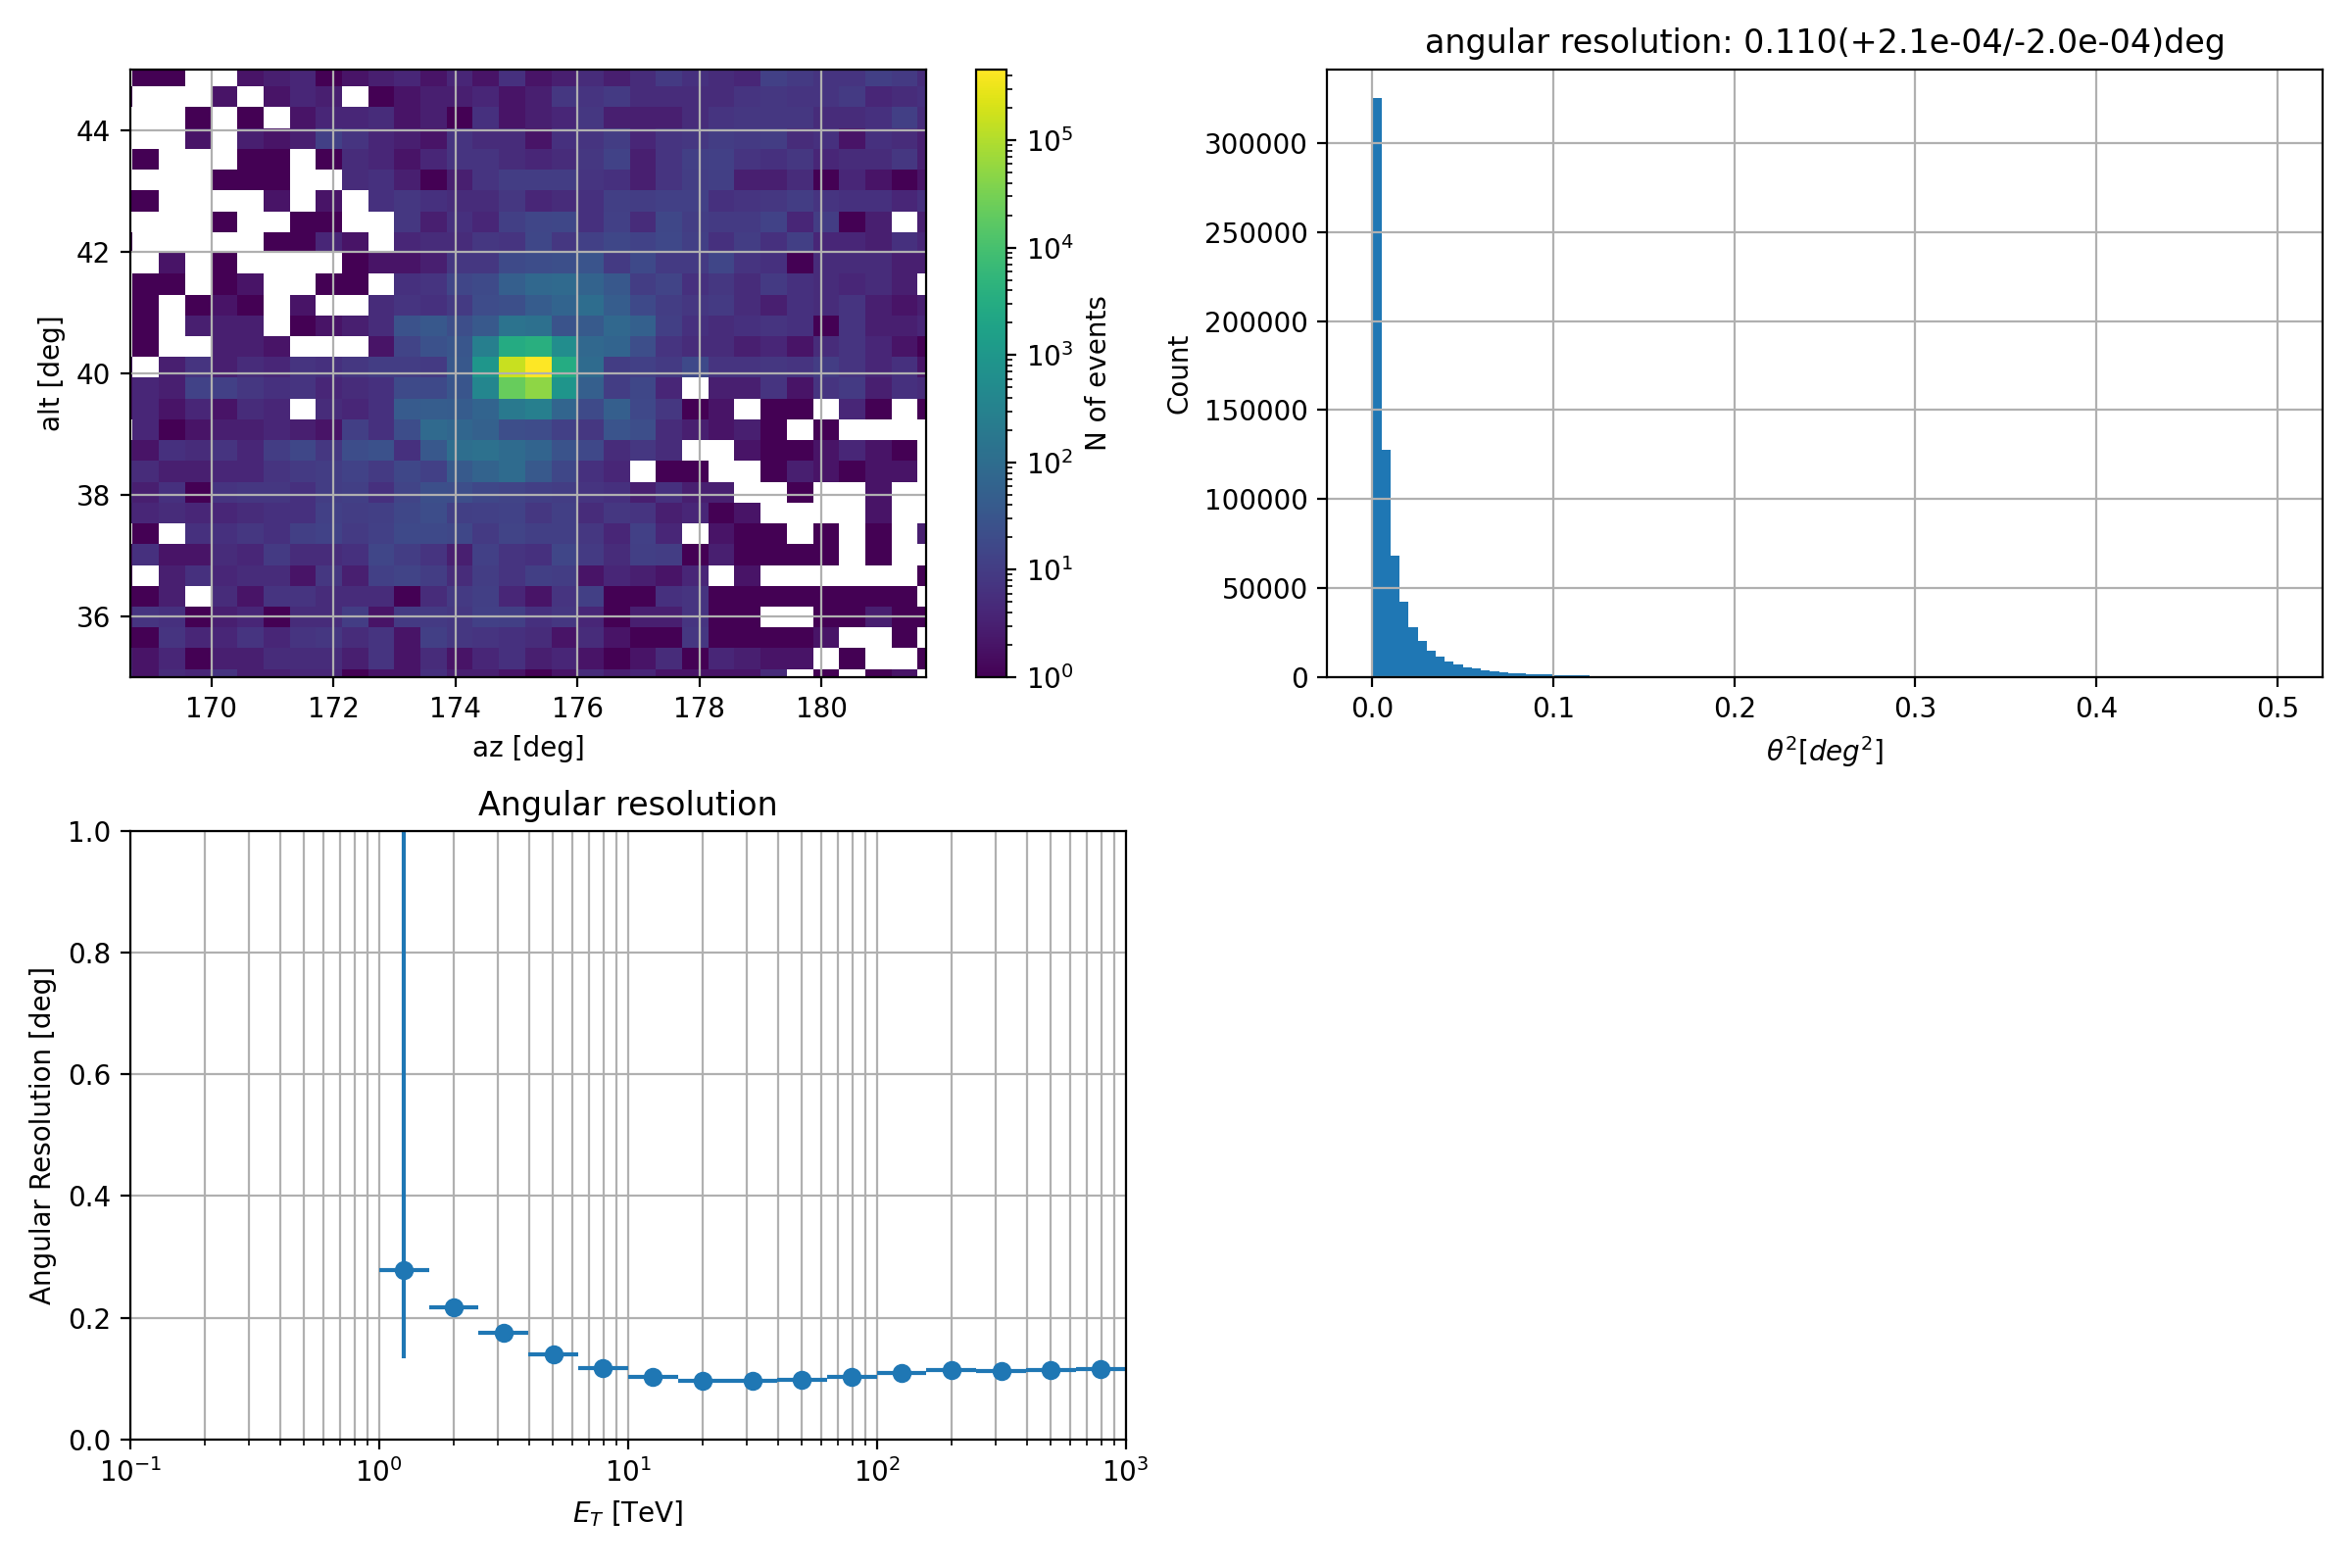 44
42
40
38
36
alt [deg]
170 172 174 176 178 180
az [deg]
10⁵
10⁴
10³
10²
10¹
10⁰
N of events
angular resolution: 0.110(+2.1e-04/-2.0e-04)deg
300000
250000
200000
150000
100000
50000
0
Count
0.0 0.1 0.2 0.3 0.4 0.5
θ²[deg²]
Angular resolution
1.0
0.8
0.6
0.4
0.2
0.0
Angular Resolution [deg]
10⁻¹ 10⁰ 10¹ 10² 10³
E_T [TeV]